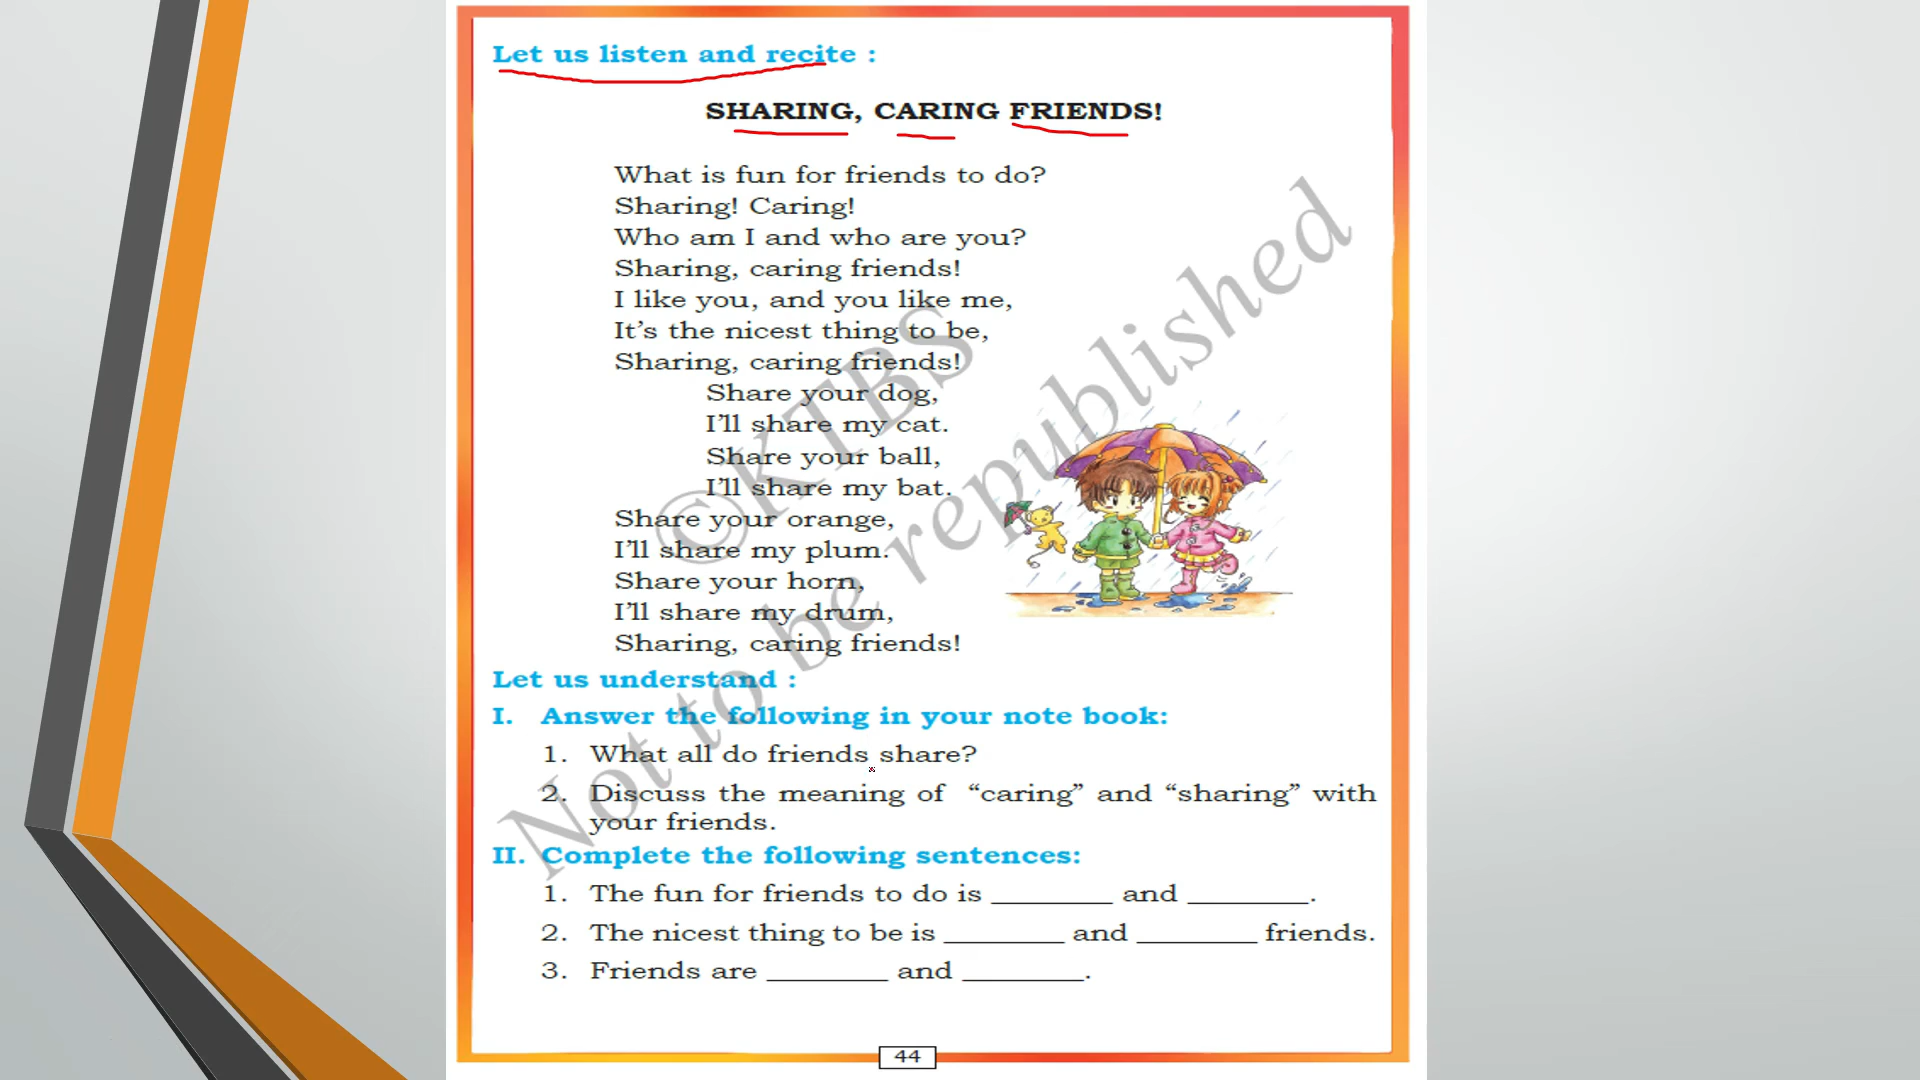 Let us listen and recite :
SHARING, CARING FRIENDS!
What is fun for friends to do?
Sharing! Caring!
Who am I and who are you?
Sharing, caring friends!
I like you, and you like me,
It’s the nicest thing to be,
Sharing, caring friends!
Share your dog,
I’ll share my cat.
Share your ball,
I’ll share my bat.
Share your orange,
I’ll share my plum.
Share your horn,
I’ll share my drum,
Sharing, caring friends!
Let us understand :
I. Answer the following in your note book:
1. What all do friends share?
2. Discuss the meaning of “caring” and “sharing” with
your friends.
II. Complete the following sentences:
1. The fun for friends to do is ________ and ________.
2. The nicest thing to be is ________ and ________ friends.
3. Friends are ________ and ________.
44
©KTBS
Not to be republished